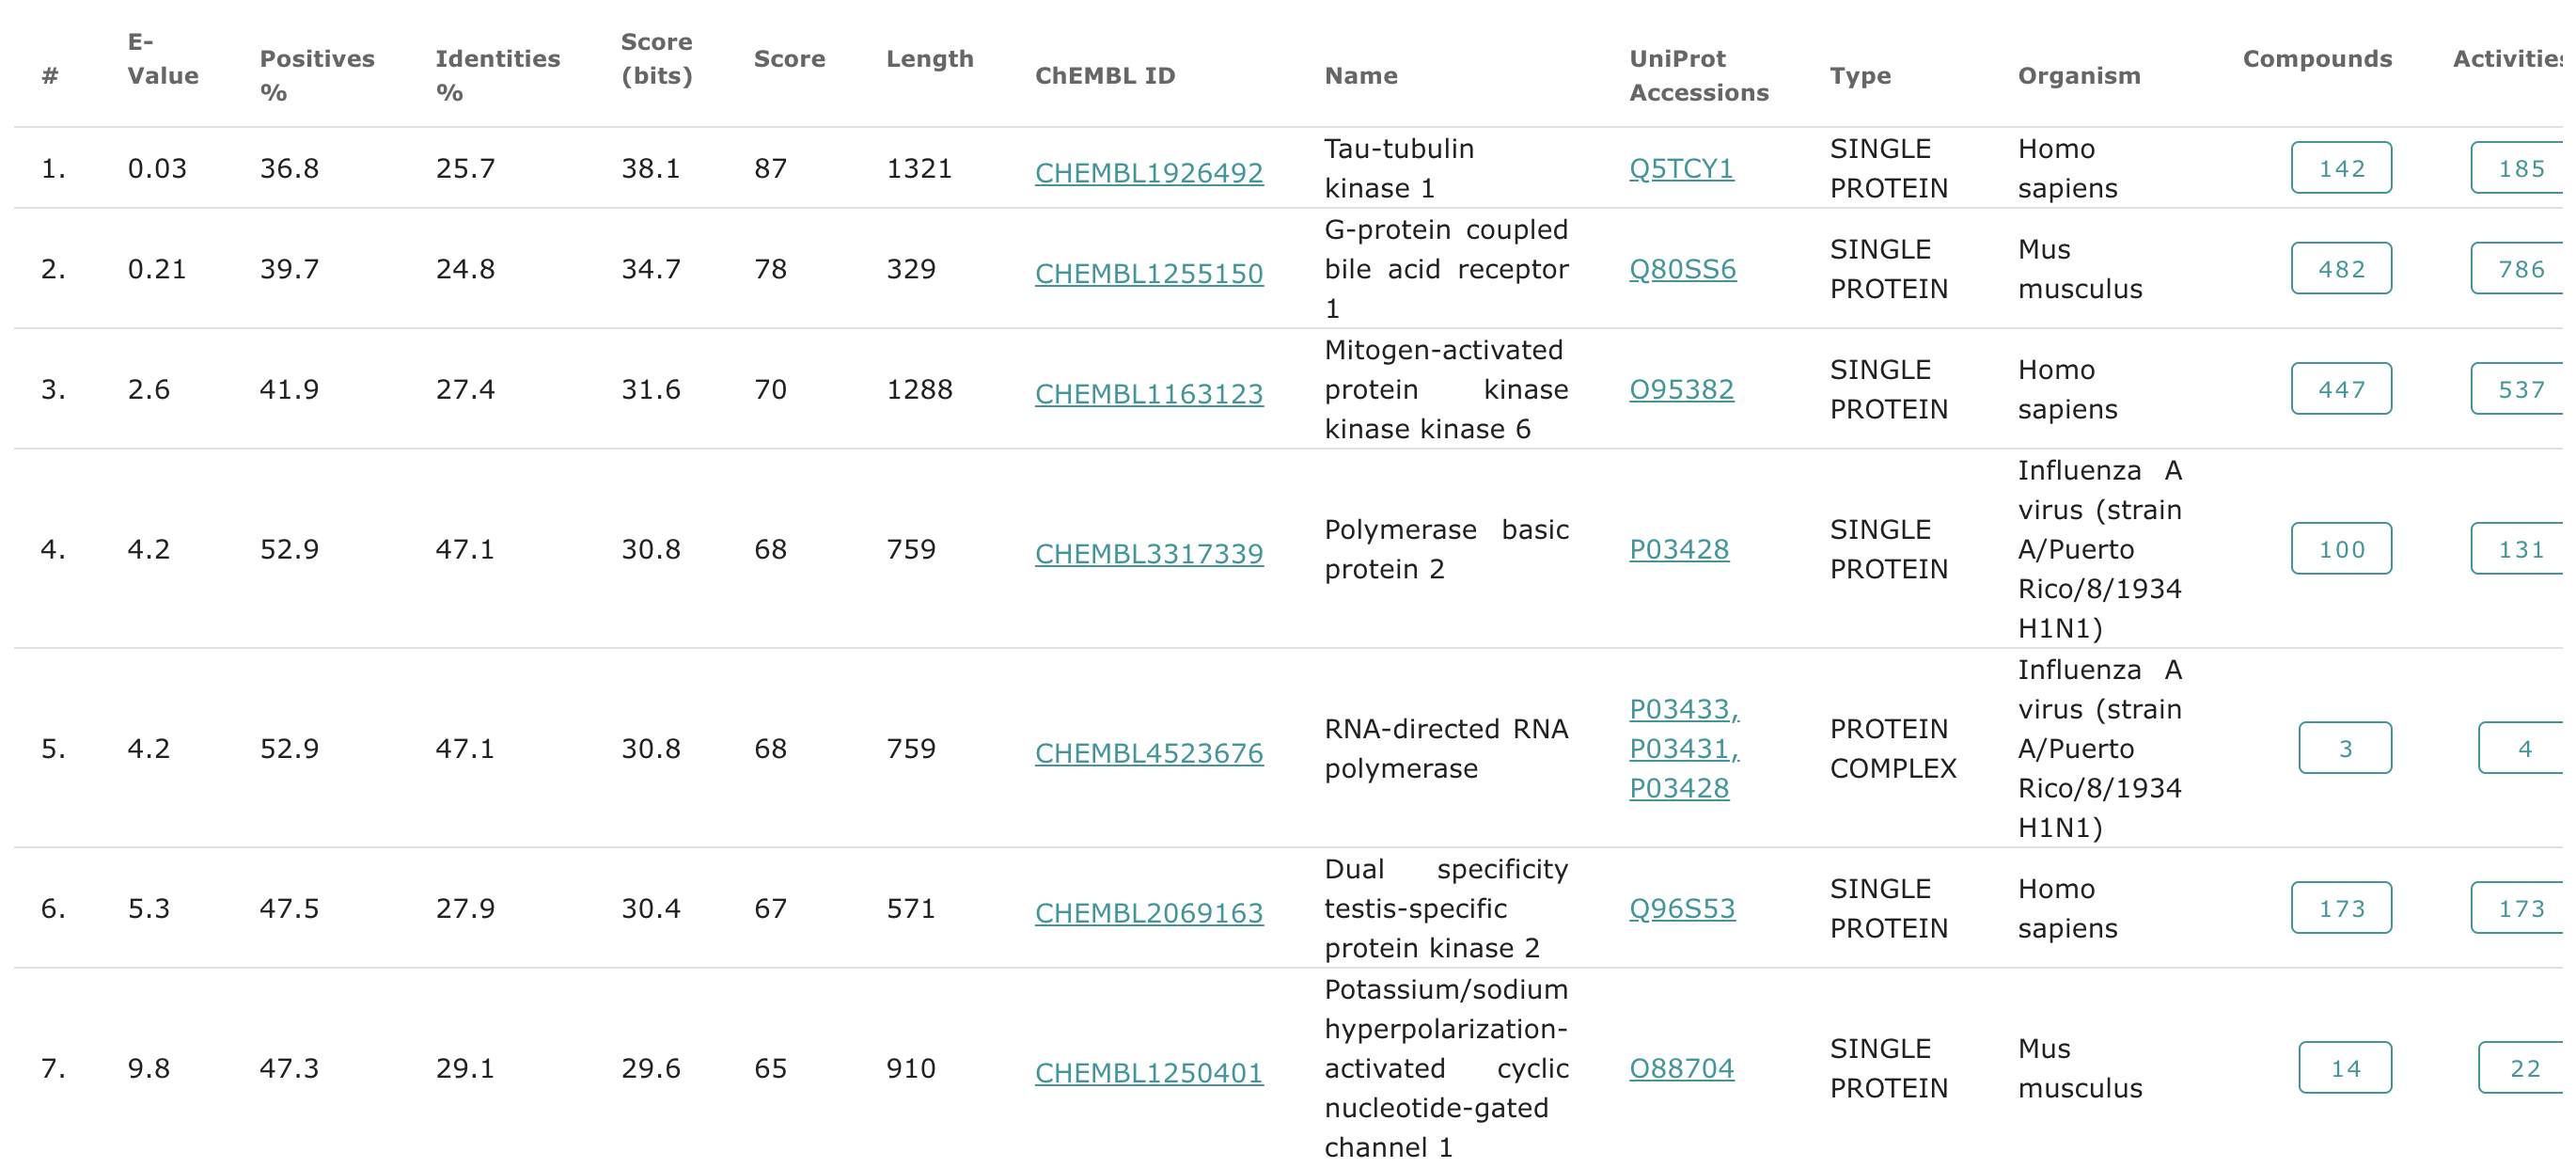 # E-Value Positives % Identities % Score (bits) Score Length ChEMBL ID Name UniProt Accessions Type Organism Compounds Activities
1. 0.03 36.8 25.7 38.1 87 1321 CHEMBL1926492 Tau-tubulin kinase 1 Q5TCY1 SINGLE PROTEIN Homo sapiens 142 185
2. 0.21 39.7 24.8 34.7 78 329 CHEMBL1255150 G-protein coupled bile acid receptor 1 Q80SS6 SINGLE PROTEIN Mus musculus 482 786
3. 2.6 41.9 27.4 31.6 70 1288 CHEMBL1163123 Mitogen-activated protein kinase kinase kinase 6 O95382 SINGLE PROTEIN Homo sapiens 447 537
4. 4.2 52.9 47.1 30.8 68 759 CHEMBL3317339 Polymerase basic protein 2 P03428 SINGLE PROTEIN Influenza A virus (strain A/Puerto Rico/8/1934 H1N1) 100 131
5. 4.2 52.9 47.1 30.8 68 759 CHEMBL4523676 RNA-directed RNA polymerase P03433, P03431, P03428 PROTEIN COMPLEX Influenza A virus (strain A/Puerto Rico/8/1934 H1N1) 3 4
6. 5.3 47.5 27.9 30.4 67 571 CHEMBL2069163 Dual specificity testis-specific protein kinase 2 Q96S53 SINGLE PROTEIN Homo sapiens 173 173
7. 9.8 47.3 29.1 29.6 65 910 CHEMBL1250401 Potassium/sodium hyperpolarization-activated cyclic nucleotide-gated channel 1 O88704 SINGLE PROTEIN Mus musculus 14 22